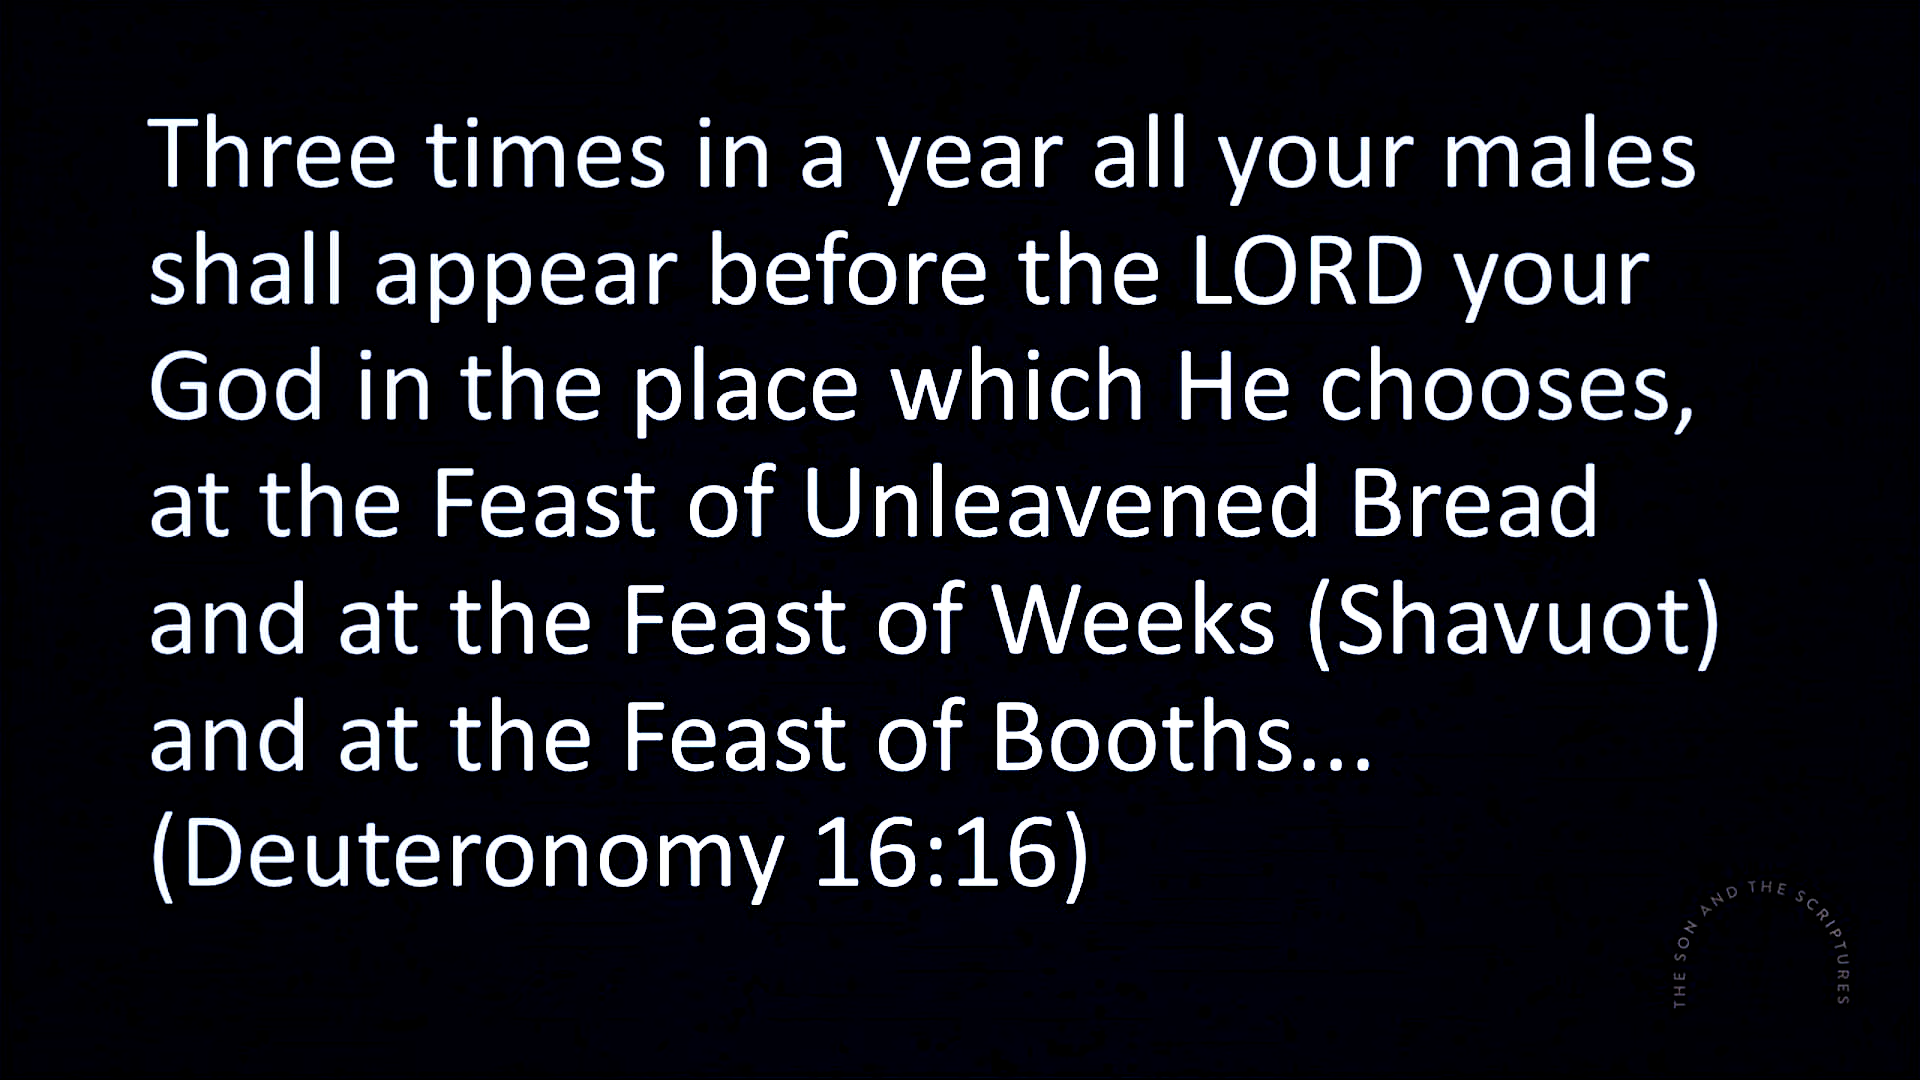 Three times in a year all your males
shall appear before the LORD your
God in the place which He chooses,
at the Feast of Unleavened Bread
and at the Feast of Weeks (Shavuot)
and at the Feast of Booths...
(Deuteronomy 16:16)
THE SON AND THE SCRIPTURES